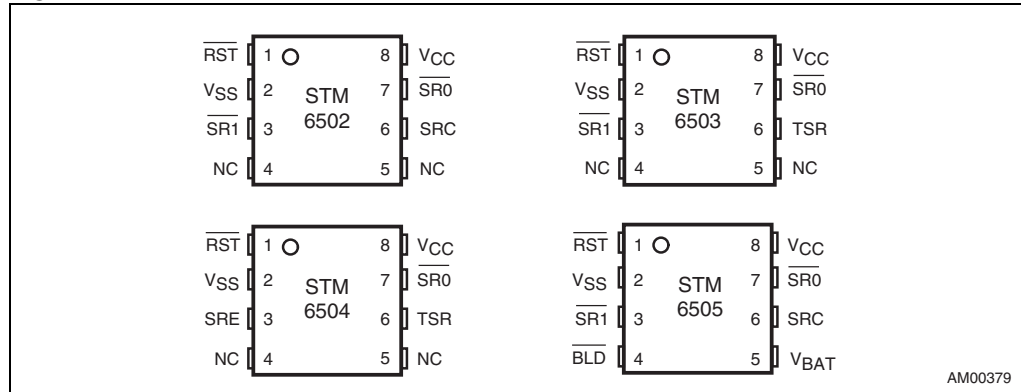 RST 1 8 VCC RST 1 8 VCC
VSS 2 STM 6502 7 SR0 VSS 2 STM 6503 7 SR0
SR1 3 6 SRC SR1 3 6 TSR
NC 4 5 NC NC 4 5 NC
RST 1 8 VCC RST 1 8 VCC
VSS 2 STM 6504 7 SR0 VSS 2 STM 6505 7 SR0
SRE 3 6 TSR SR1 3 6 SRC
NC 4 5 NC BLD 4 5 VBAT
AM00379